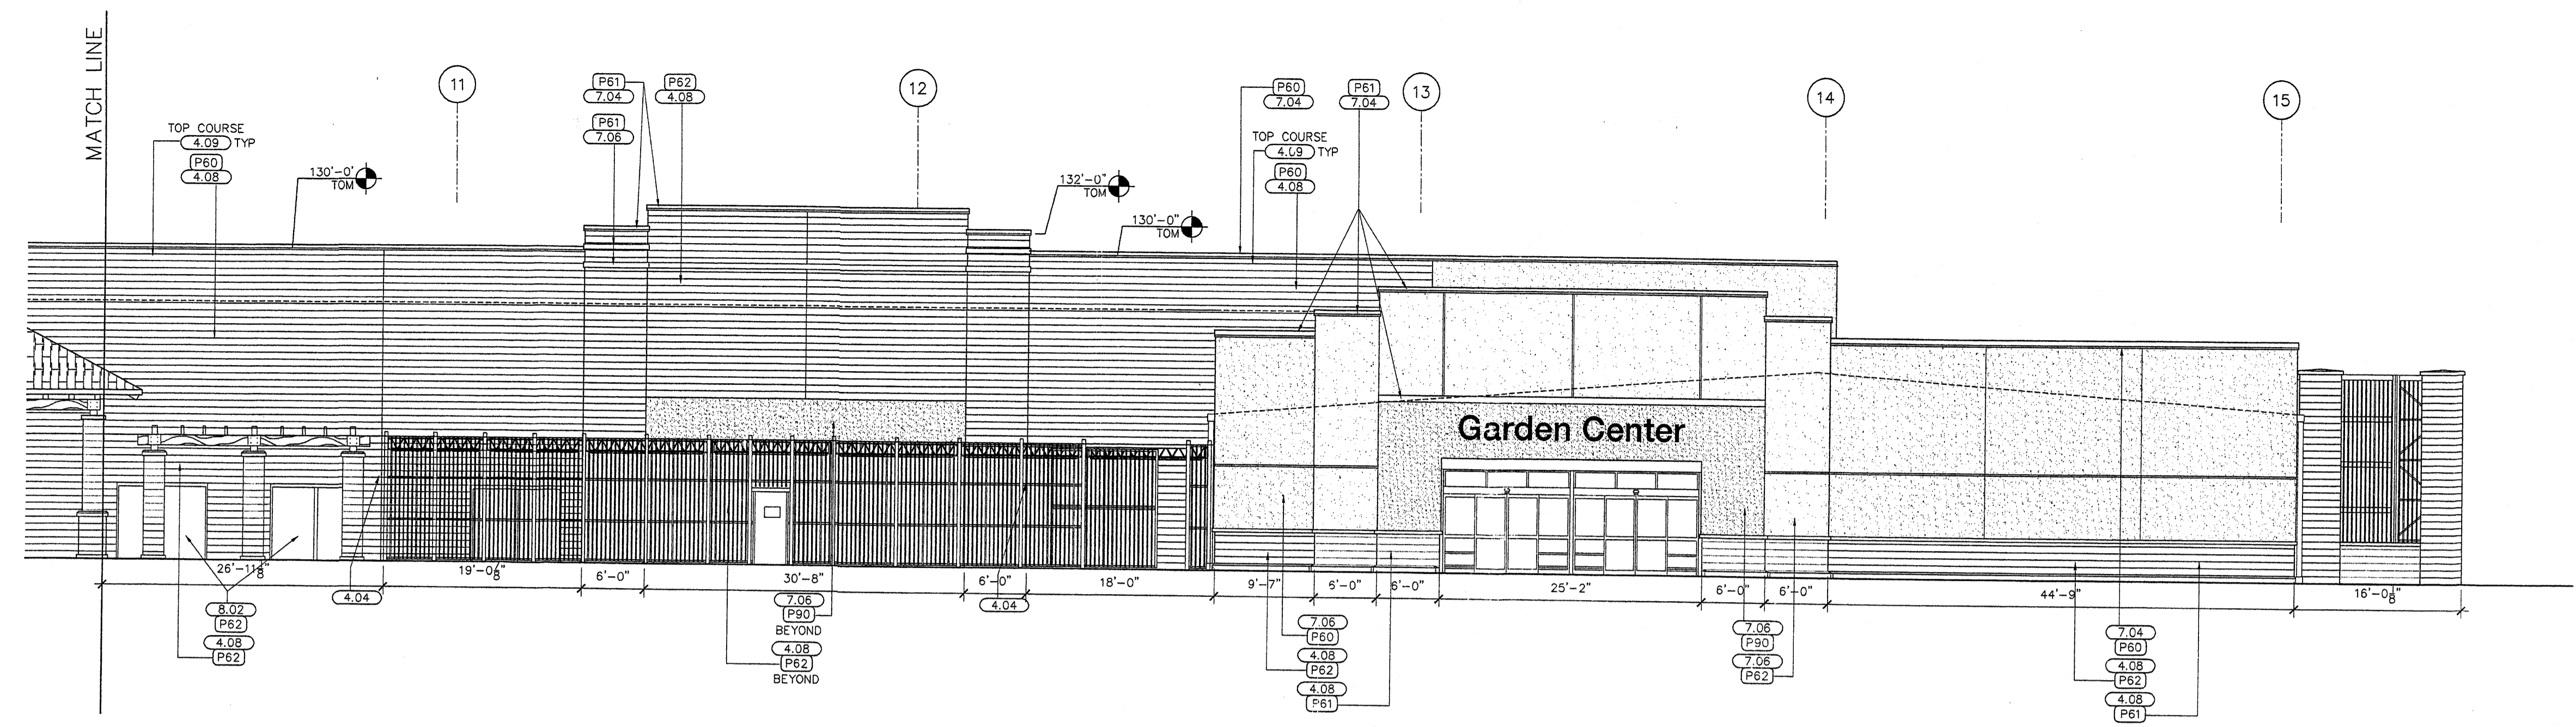 MATCH LINE
11
12
13
14
15
TOP COURSE
4.09 TYP
P60
4.08
130'-0'
TOM
P61
7.04
P62
4.08
P61
7.06
132'-0"
TOM
130'-0"
TOM
P60
7.04
TOP COURSE
4.09 TYP
P60
4.08
P61
7.04
Garden Center
26'-11 5/8"
19'-0 5/8"
6'-0"
30'-8"
6'-0"
18'-0"
9'-7"
6'-0"
6'-0"
25'-2"
6'-0"
6'-0"
44'-9"
8.02
P62
4.08
P62
4.04
7.06
P90
BEYOND
4.08
P62
BEYOND
4.04
7.06
P60
4.08
P62
4.08
P61
7.06
P90
7.06
P62
7.04
P60
4.08
P62
4.08
P61